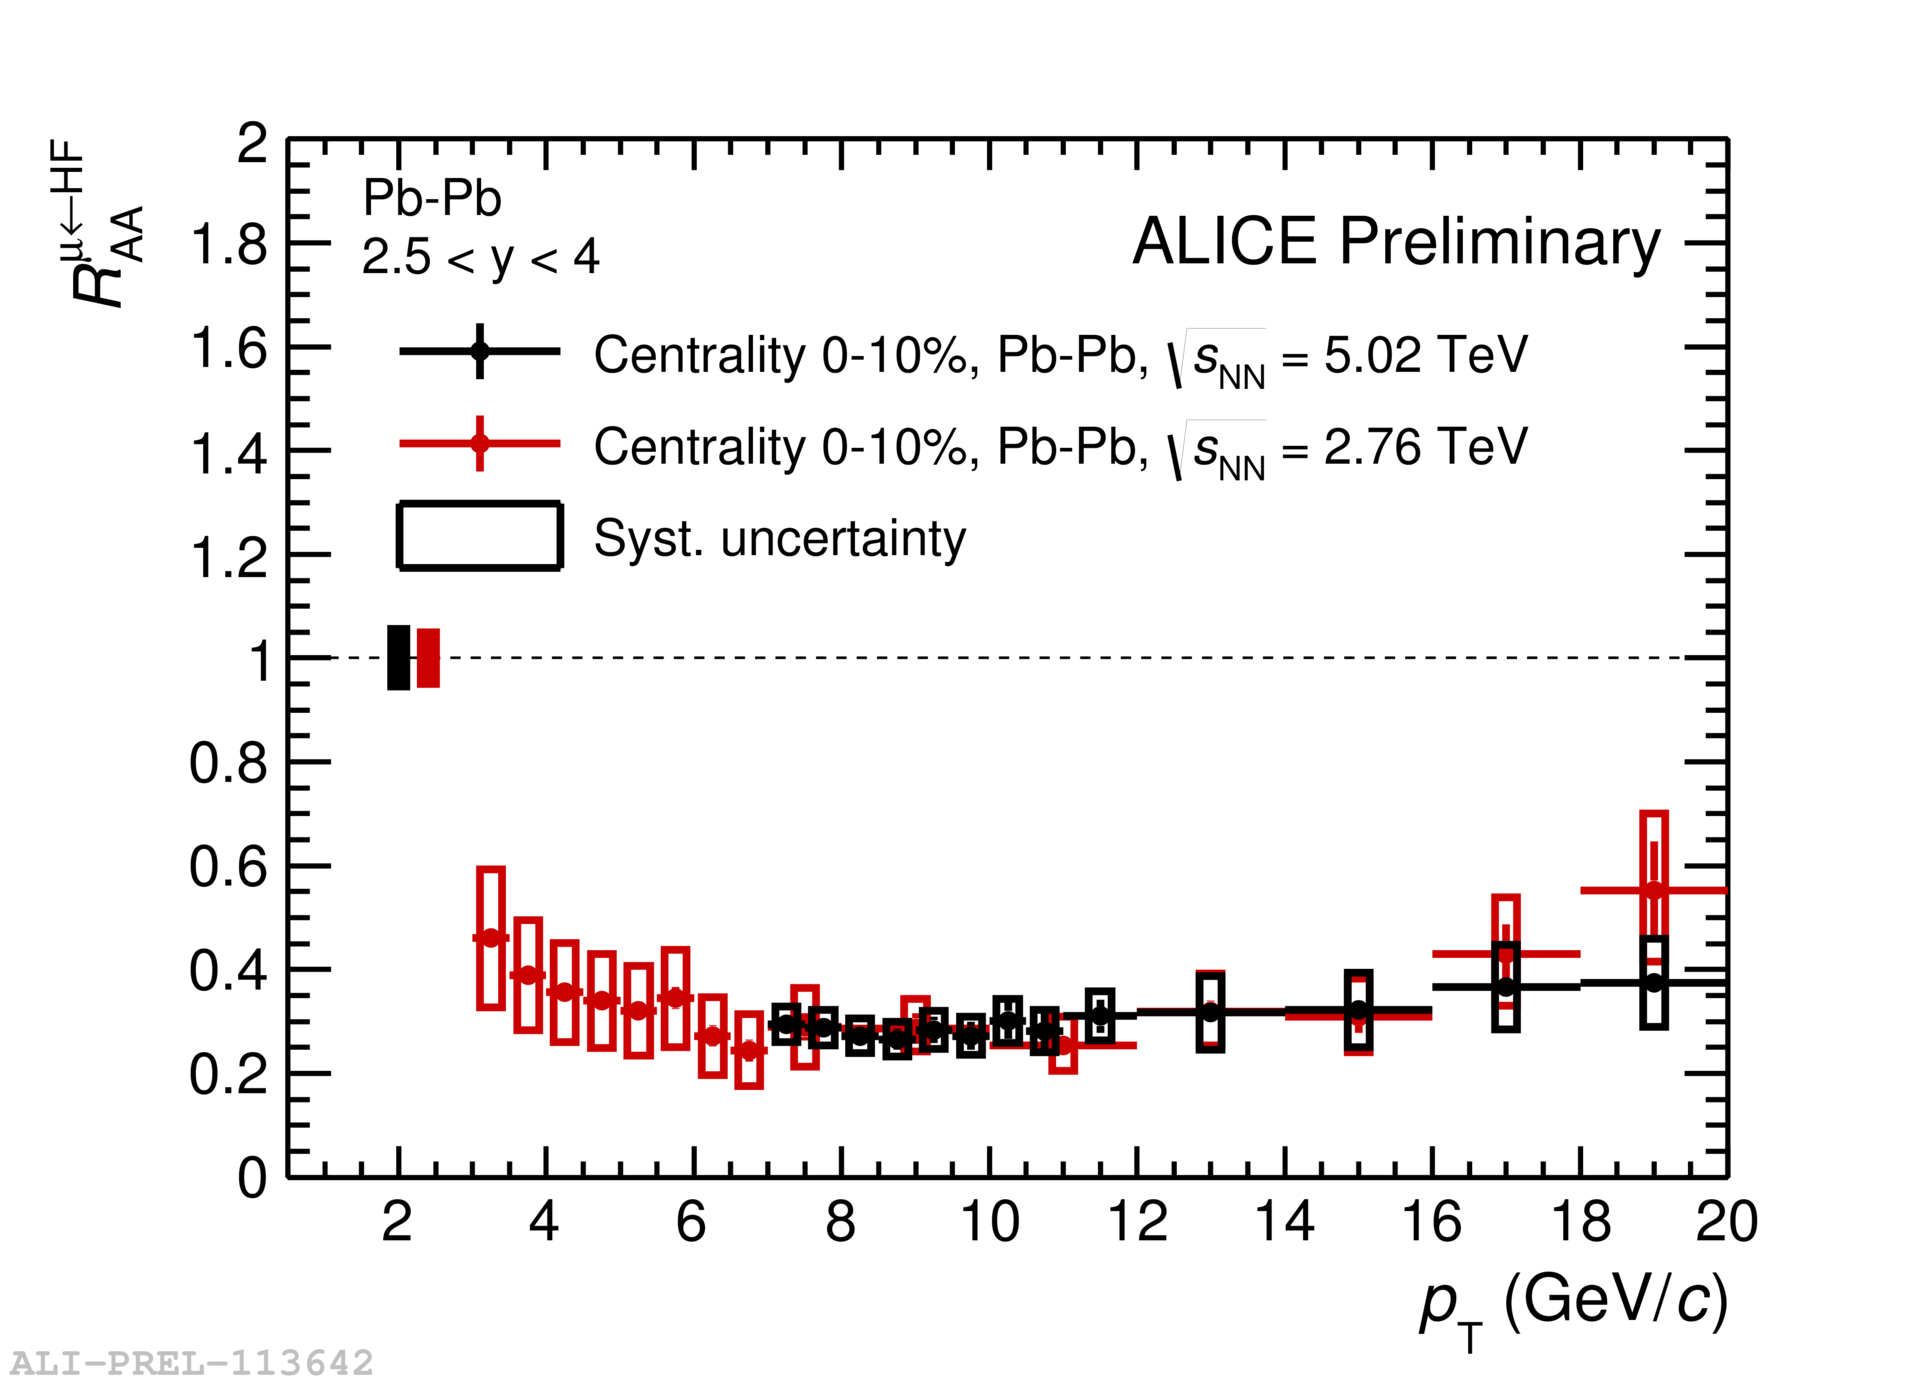 R_AA^μ←HF
Pb-Pb
2.5 < y < 4
ALICE Preliminary
Centrality 0-10%, Pb-Pb, √s_NN = 5.02 TeV
Centrality 0-10%, Pb-Pb, √s_NN = 2.76 TeV
Syst. uncertainty
2
1.8
1.6
1.4
1.2
1
0.8
0.6
0.4
0.2
0
2 4 6 8 10 12 14 16 18 20
p_T (GeV/c)
ALI-PREL-113642